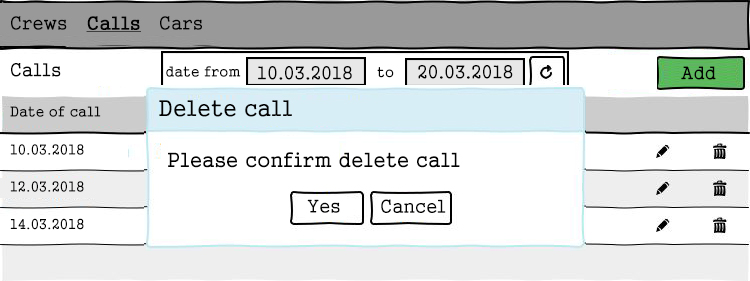 Crews Calls Cars
Calls date from 10.03.2018 to 20.03.2018 Add
Date of call
Delete call
10.03.2018
Please confirm delete call
12.03.2018
Yes Cancel
14.03.2018